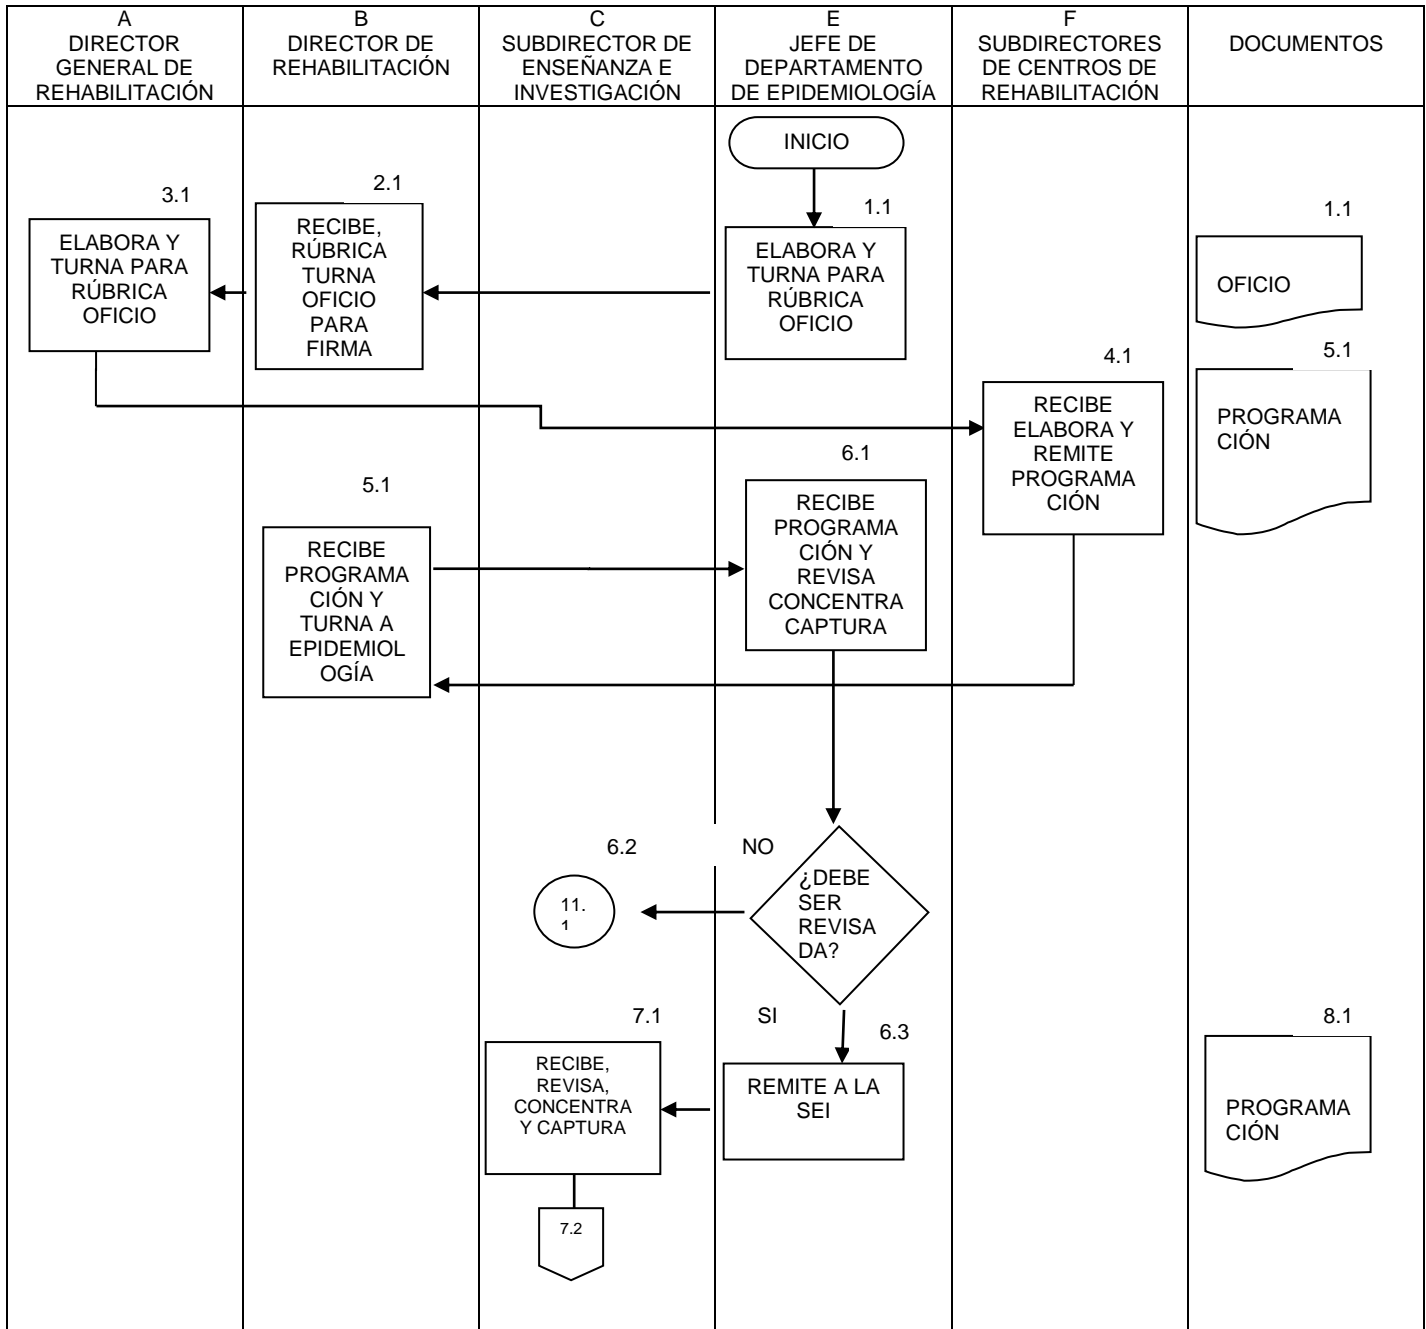 A
DIRECTOR
GENERAL DE
REHABILITACIÓN
B
DIRECTOR DE
REHABILITACIÓN
C
SUBDIRECTOR DE
ENSEÑANZA E
INVESTIGACIÓN
E
JEFE DE
DEPARTAMENTO
DE EPIDEMIOLOGÍA
F
SUBDIRECTORES
DE CENTROS DE
REHABILITACIÓN
DOCUMENTOS
INICIO
3.1
ELABORA Y
TURNA PARA
RÚBRICA
OFICIO
2.1
RECIBE,
RÚBRICA
TURNA
OFICIO
PARA
FIRMA
1.1
ELABORA Y
TURNA PARA
RÚBRICA
OFICIO
1.1
OFICIO
4.1
RECIBE
ELABORA Y
REMITE
PROGRAMA
CIÓN
5.1
PROGRAMA
CIÓN
5.1
RECIBE
PROGRAMA
CIÓN Y
TURNA A
EPIDEMIOL
OGÍA
6.1
RECIBE
PROGRAMA
CIÓN Y
REVISA
CONCENTRA
CAPTURA
6.2
NO
11.
1
¿DEBE
SER
REVISA
DA?
SI
6.3
7.1
RECIBE,
REVISA,
CONCENTRA
Y CAPTURA
REMITE A LA
SEI
8.1
PROGRAMA
CIÓN
7.2